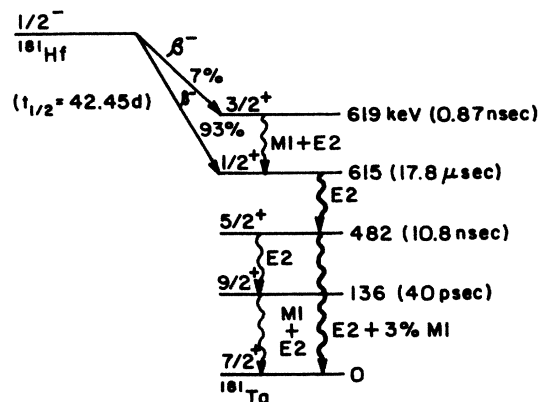 1/2⁻
¹⁸¹Hf
β⁻
7%
(t₁/₂ = 42.45d)
β⁻
93%
3/2⁺
619 keV (0.87nsec)
M1+E2
1/2⁺
615 (17.8 μsec)
E2
5/2⁺
482 (10.8 nsec)
E2
9/2⁺
136 (40 psec)
M1
+
E2
E2 + 3% M1
7/2⁺
0
¹⁸¹Ta